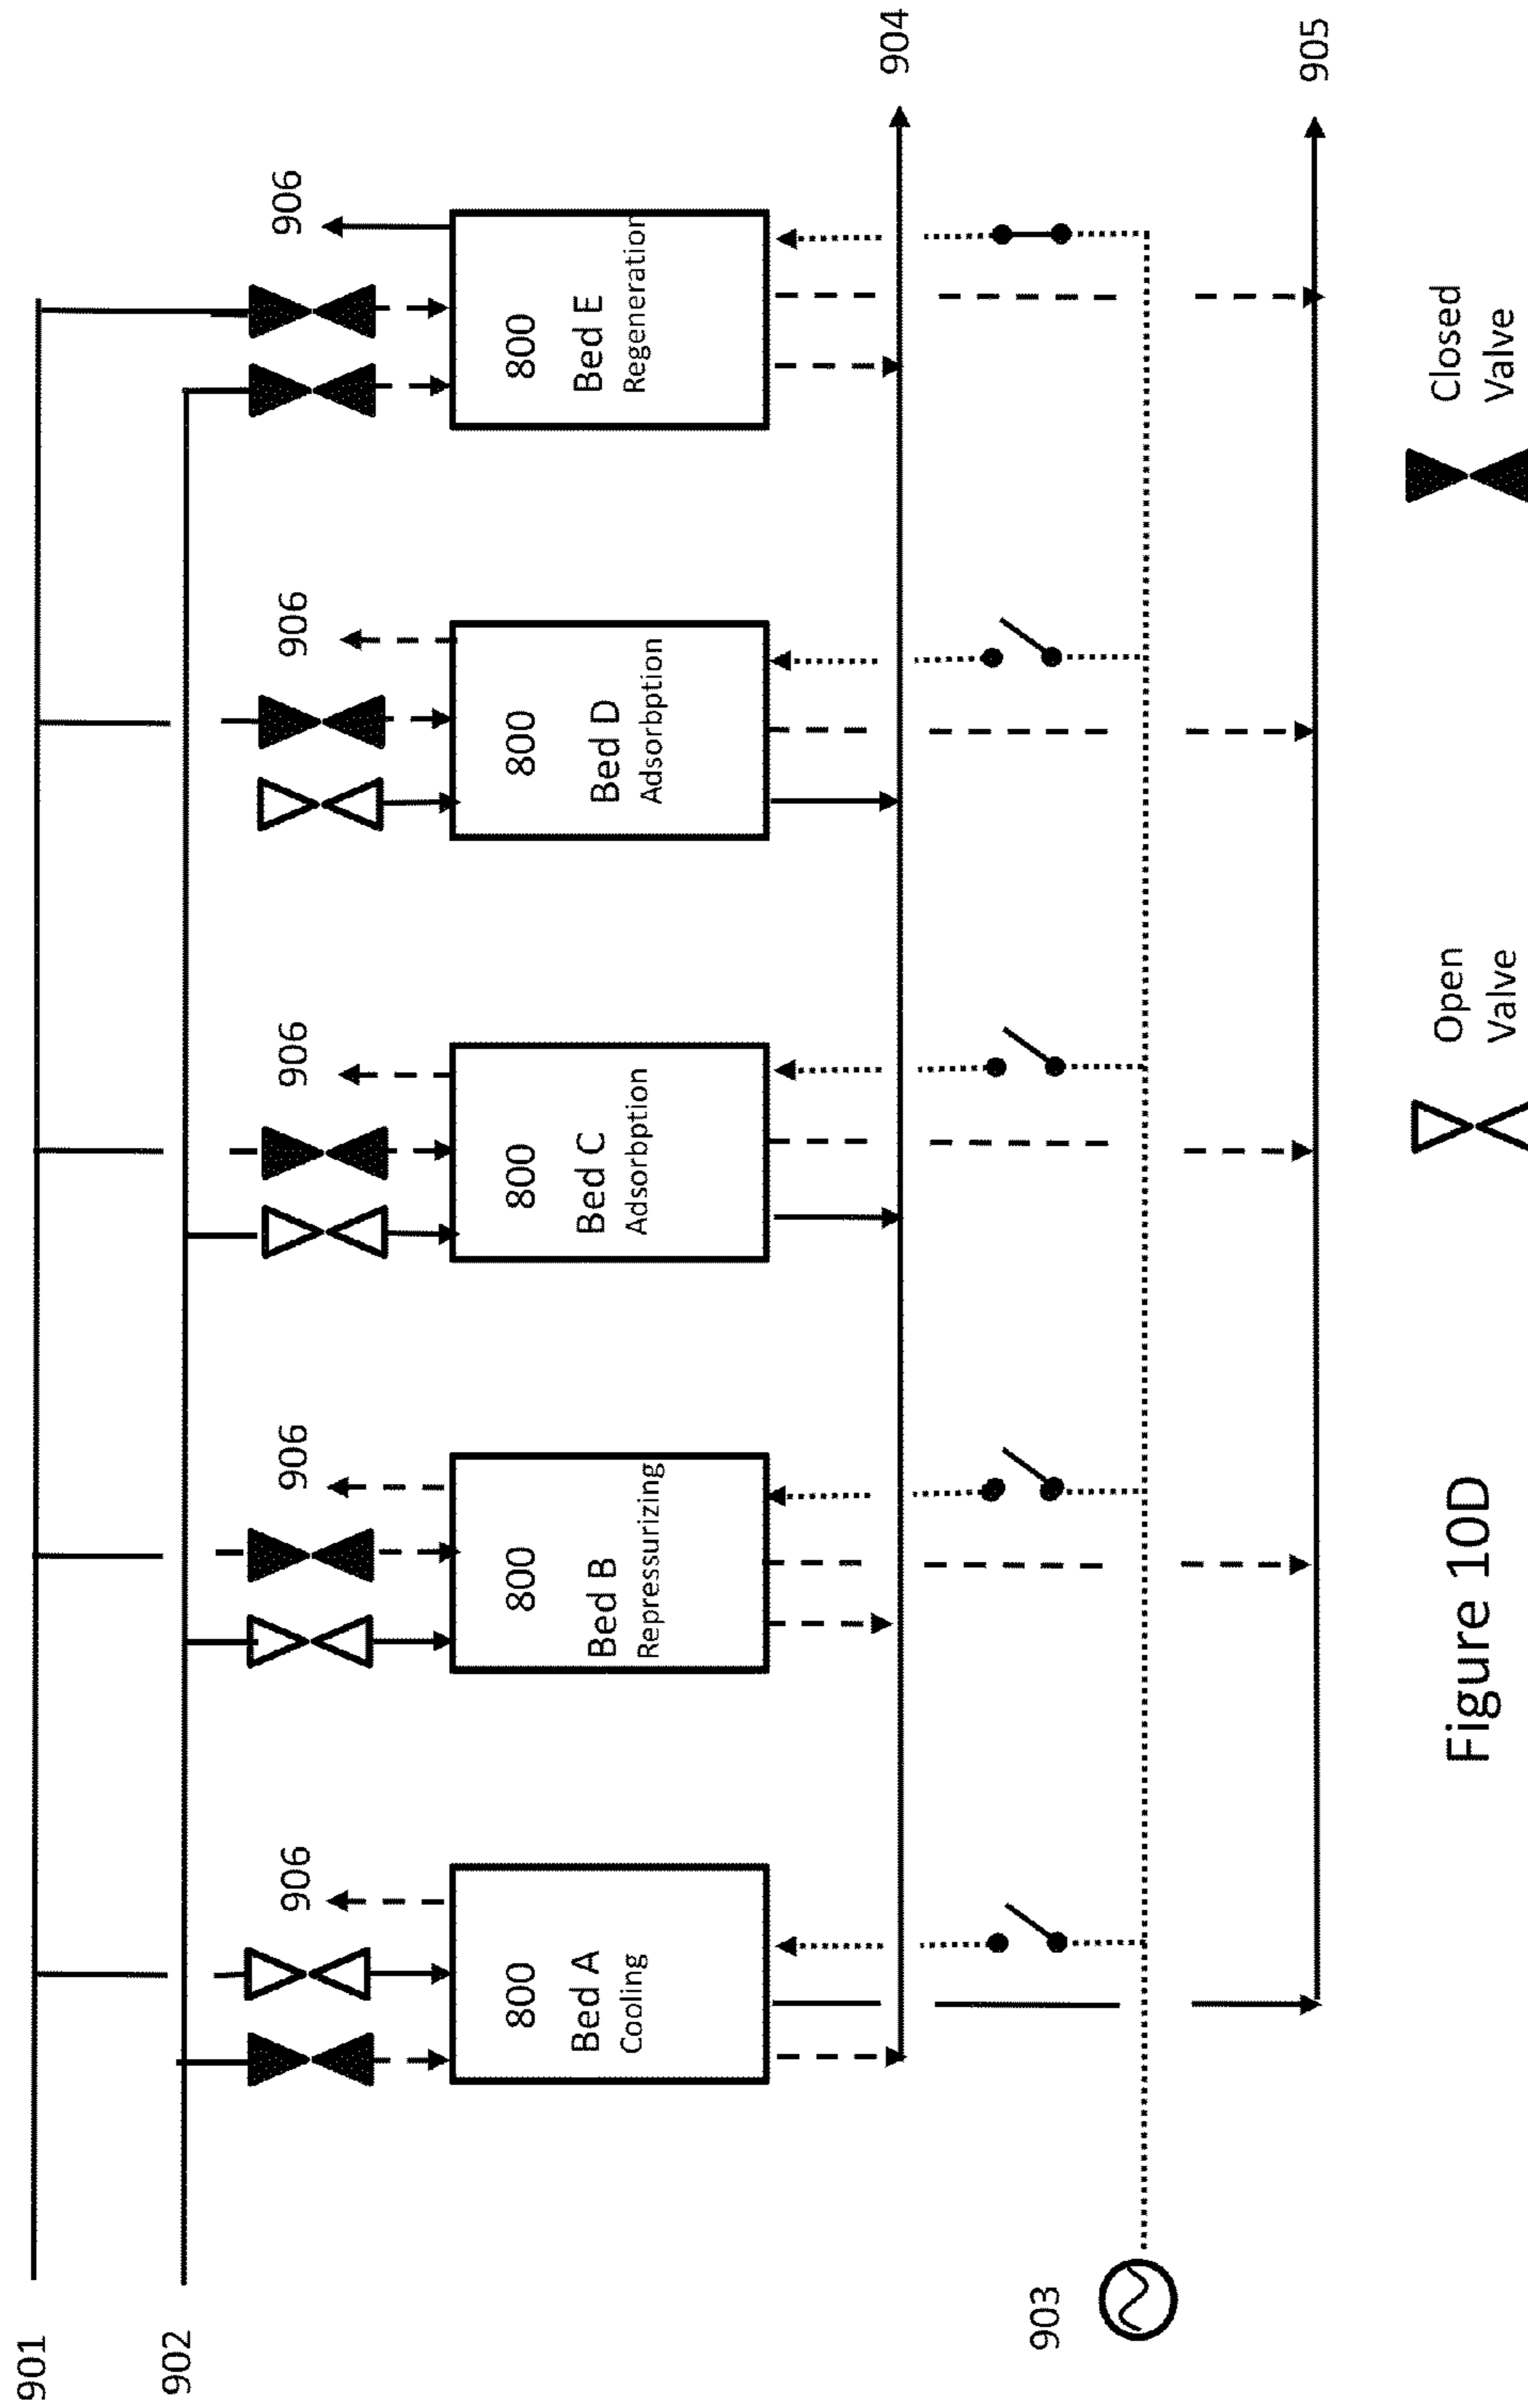 901
902
906
906
906
906
906
800
Bed A
Cooling
800
Bed B
Repressurizing
800
Bed C
Adsorbption
800
Bed D
Adsorbption
800
Bed E
Regeneration
904
903
905
Figure 10D
Open
Valve
Closed
Valve